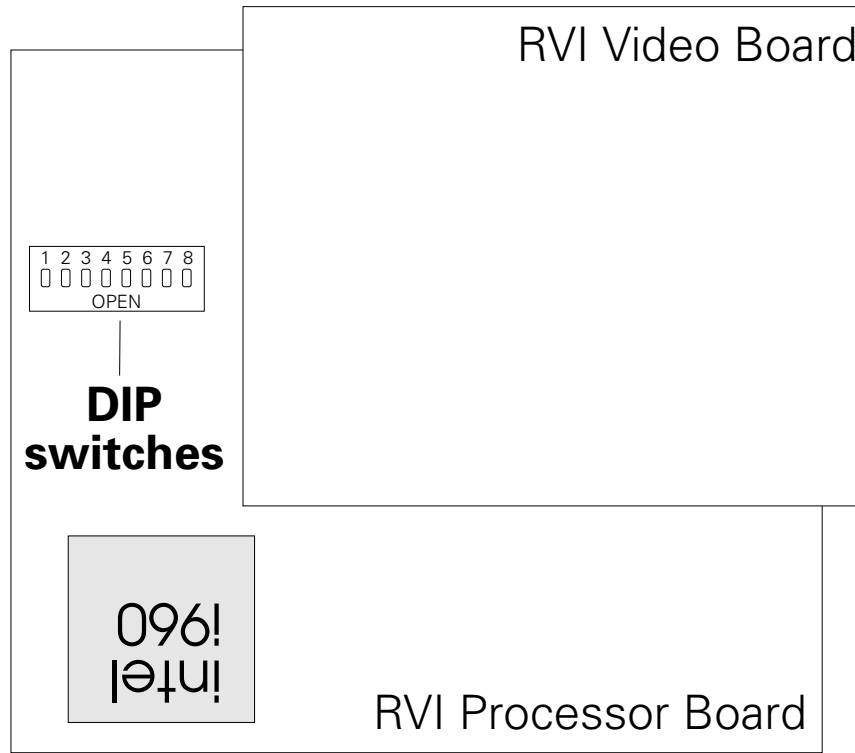 RVI Video Board
1 2 3 4 5 6 7 8
OPEN
DIP
switches
intel
i960
RVI Processor Board